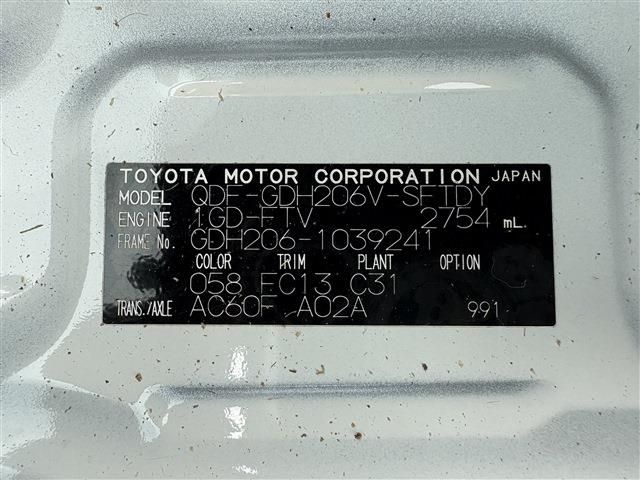 TOYOTA MOTOR CORPORATION JAPAN
MODEL QDF-GDH206V-SFTDY
ENGINE 1GD-FTV 2754 mL
FRAME No. GDH206-1039241
COLOR TRIM PLANT OPTION
058 FC13 C31
TRANS./AXLE AC60F A02A 991